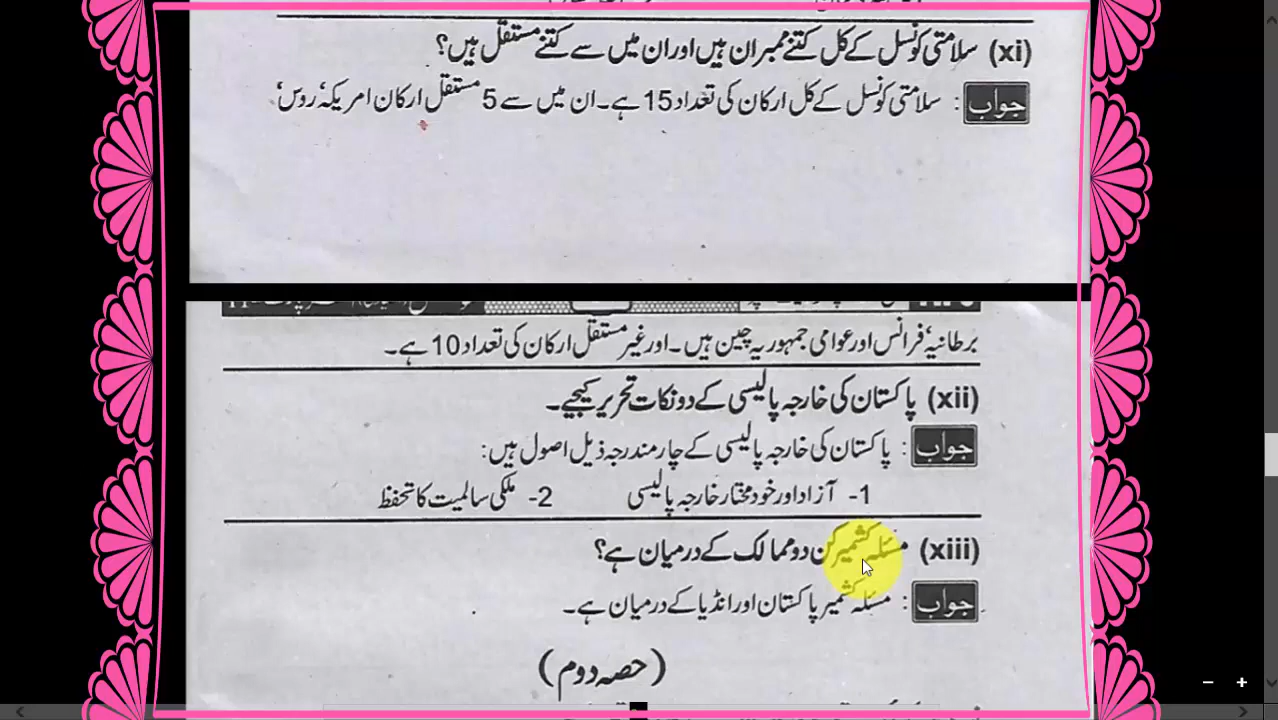 (xi) سلامتی کونسل کے کل کتنے ممبران ہیں اور ان میں سے کتنے مستقل ہیں؟
جواب : سلامتی کونسل کے کل ارکان کی تعداد 15 ہے۔ ان میں سے 5 مستقل ارکان امریکہ، روس،
برطانیہ، فرانس اور عوامی جمہوریہ چین ہیں۔ اور غیر مستقل ارکان کی تعداد 10 ہے۔
(xii) پاکستان کی خارجہ پالیسی کے دو نکات تحریر کیجیے۔
جواب : پاکستان کی خارجہ پالیسی کے چار مندرجہ ذیل اصول ہیں:
1- آزاد اور خود مختار خارجہ پالیسی 2- ملکی سالمیت کا تحفظ
(xiii) مسئلہ کشمیر کن دو ممالک کے درمیان ہے؟
جواب : مسئلہ کشمیر پاکستان اور انڈیا کے درمیان ہے۔
(حصہ دوم)